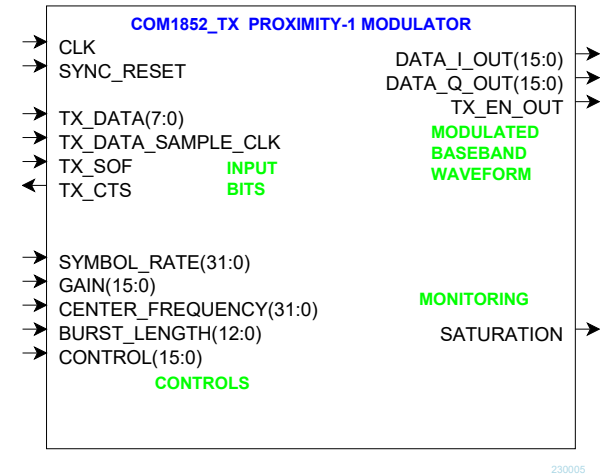 COM1852_TX PROXIMITY-1 MODULATOR
CLK
SYNC_RESET
TX_DATA(7:0)
TX_DATA_SAMPLE_CLK
TX_SOF
TX_CTS
INPUT
BITS
SYMBOL_RATE(31:0)
GAIN(15:0)
CENTER_FREQUENCY(31:0)
BURST_LENGTH(12:0)
CONTROL(15:0)
CONTROLS
DATA_I_OUT(15:0)
DATA_Q_OUT(15:0)
TX_EN_OUT
MODULATED
BASEBAND
WAVEFORM
MONITORING
SATURATION
230005